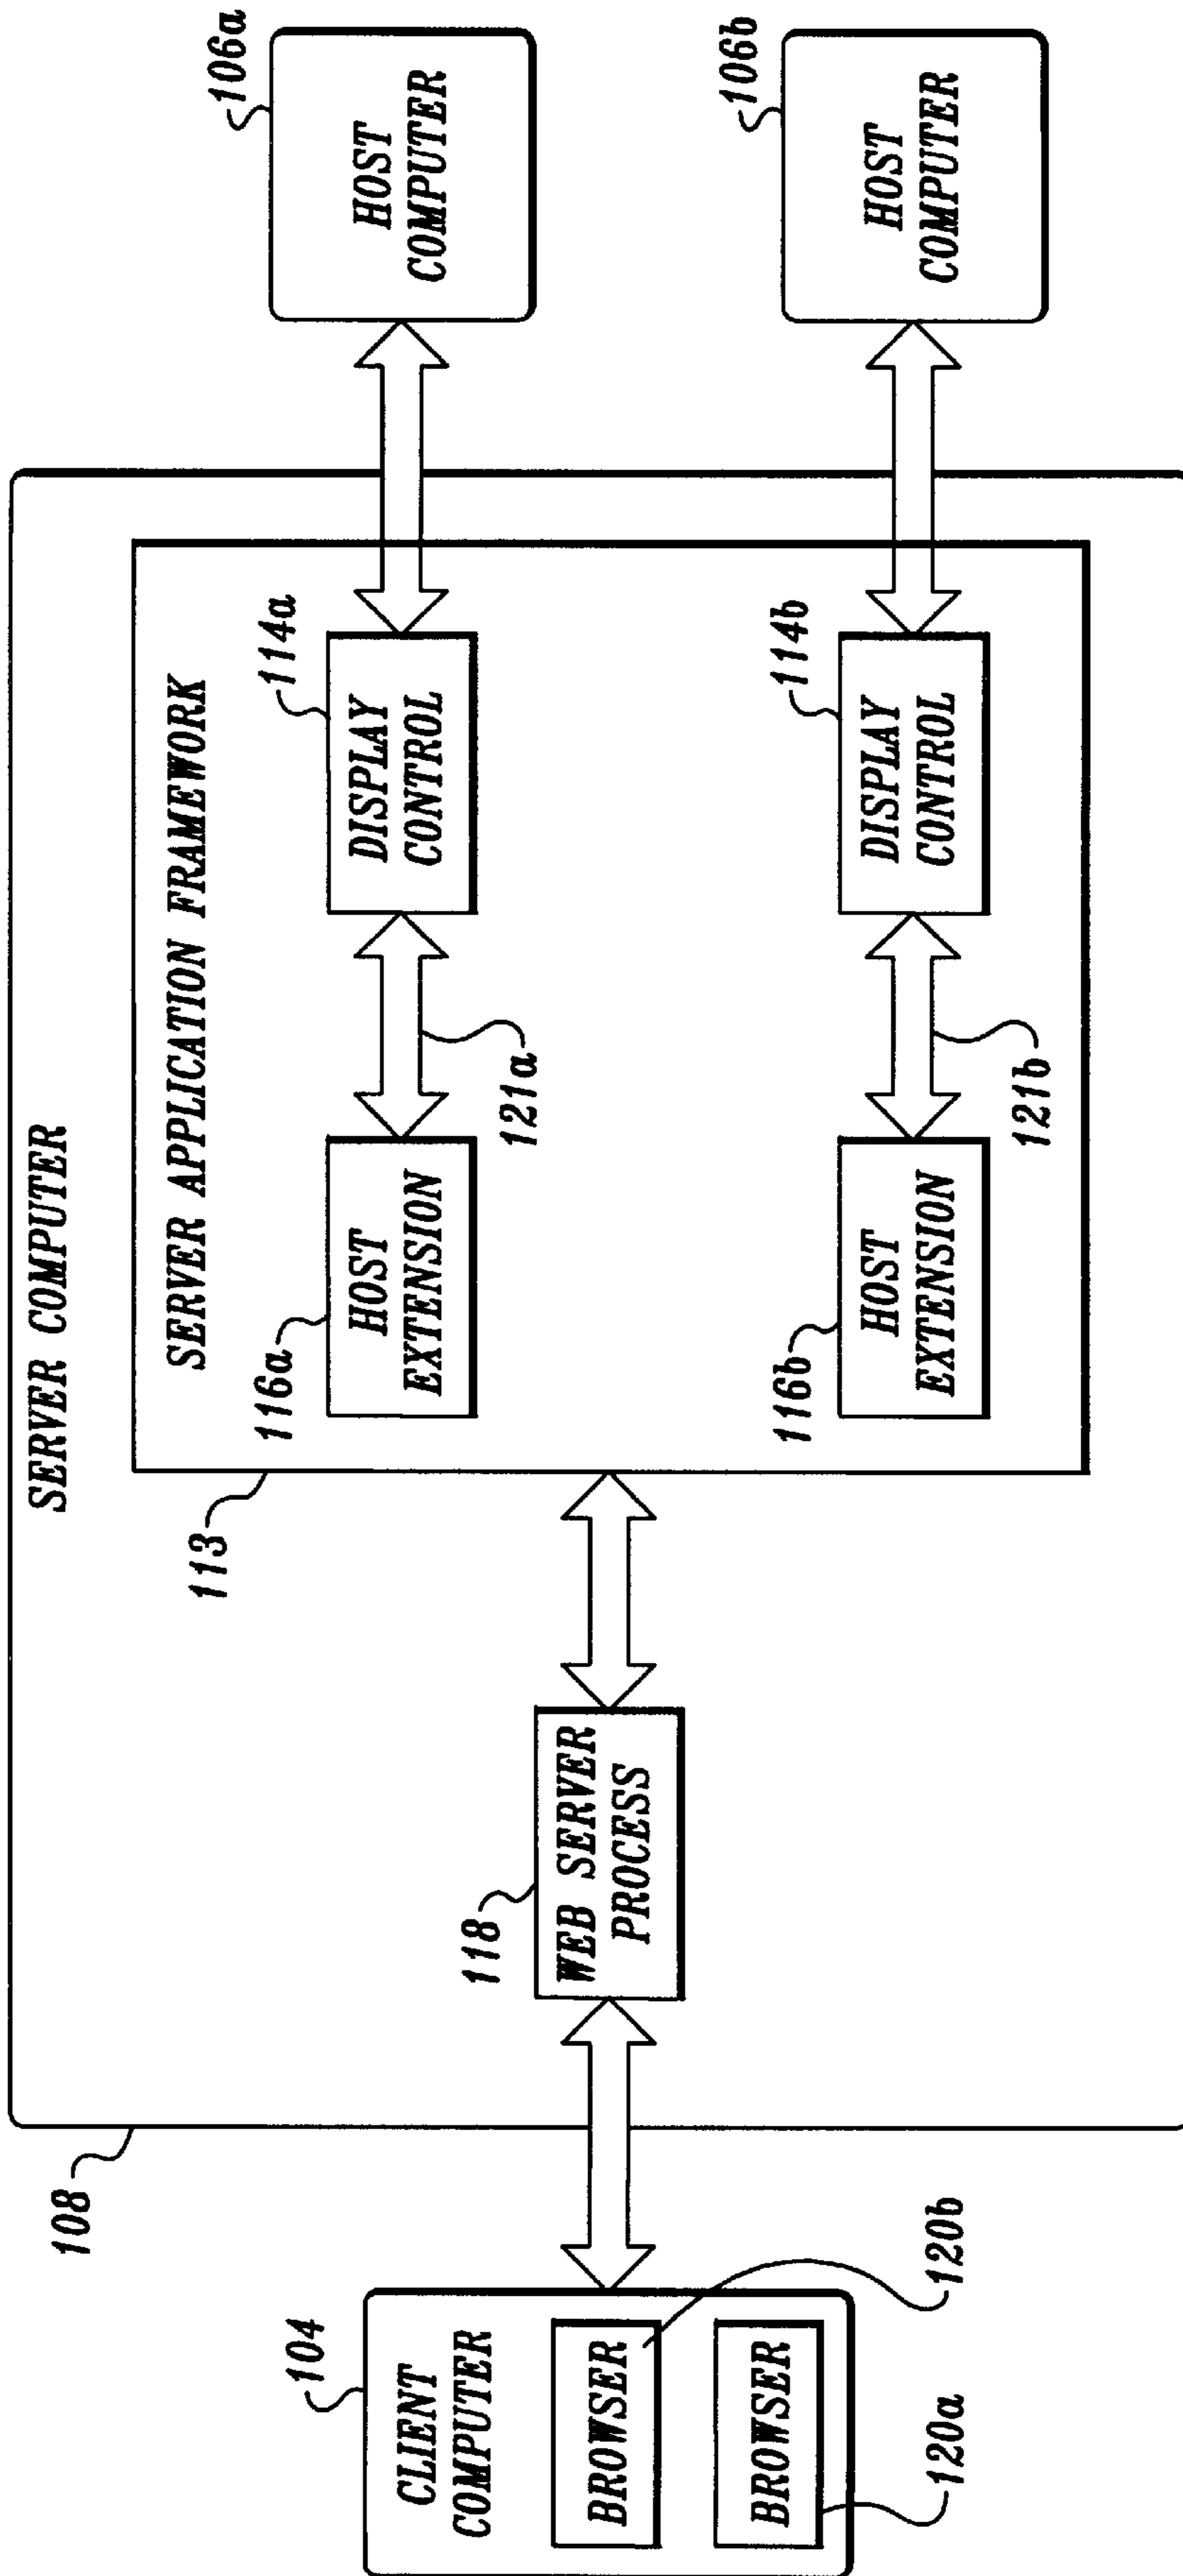 SERVER COMPUTER
108
SERVER APPLICATION FRAMEWORK
113
104
CLIENT
COMPUTER
BROWSER
120b
BROWSER
120a
118
WEB SERVER
PROCESS
116a
HOST
EXTENSION
121a
114a
DISPLAY
CONTROL
106a
HOST
COMPUTER
116b
HOST
EXTENSION
121b
114b
DISPLAY
CONTROL
106b
HOST
COMPUTER